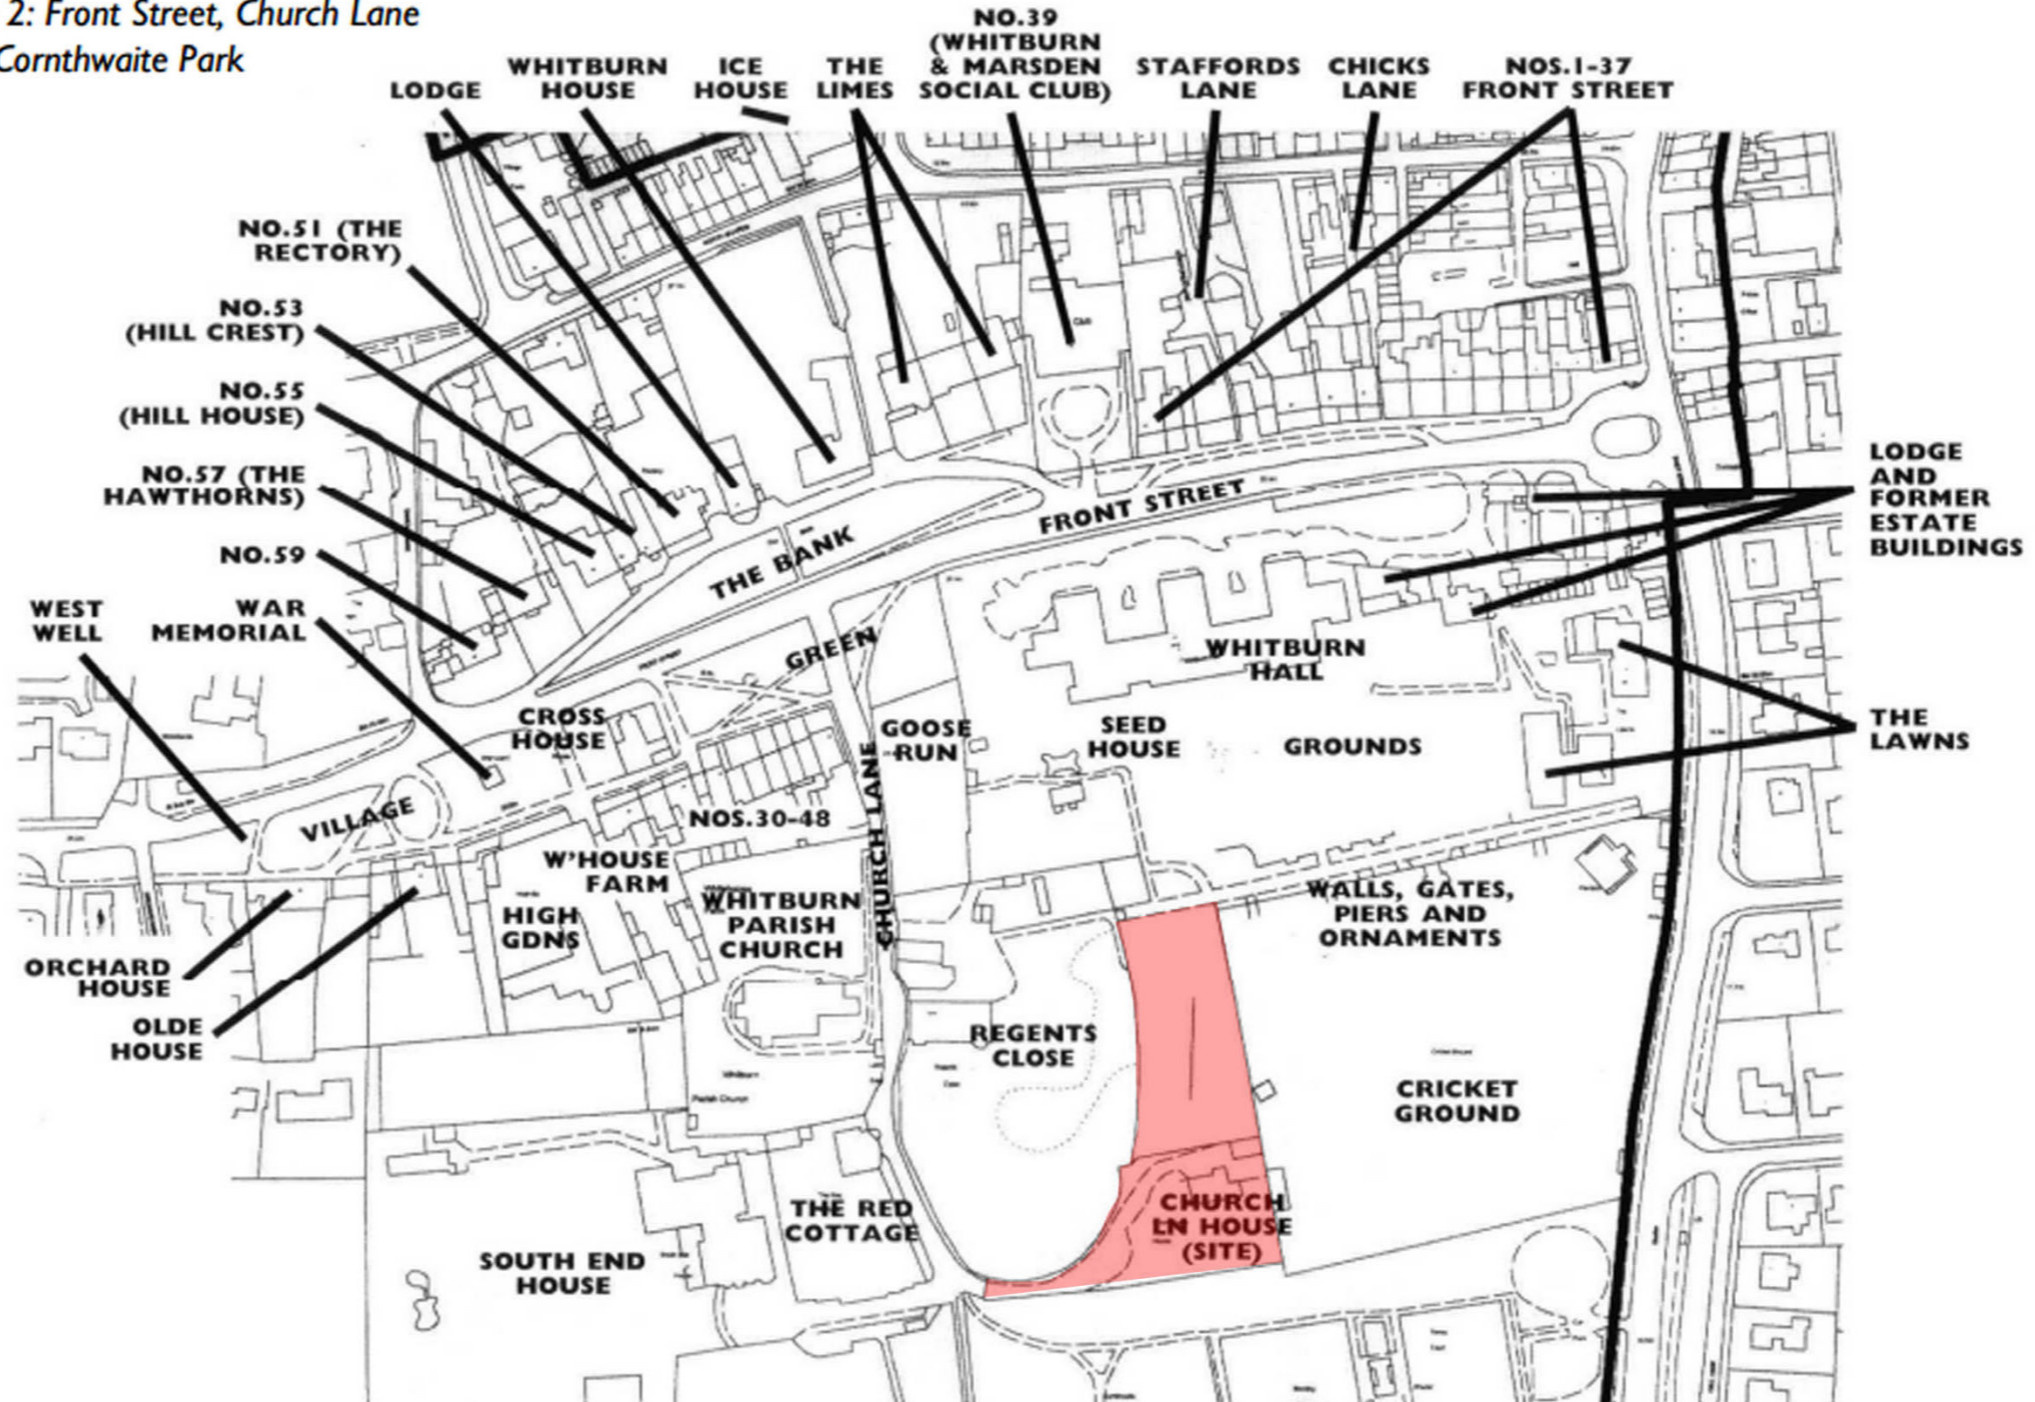 2: Front Street, Church Lane
Cornthwaite Park
LODGE
WHITBURN
HOUSE
ICE
HOUSE
THE
LIMES
NO.39
(WHITBURN
& MARSDEN
SOCIAL CLUB)
STAFFORDS
LANE
CHICKS
LANE
NOS.1-37
FRONT STREET
NO.51 (THE
RECTORY)
NO.53
(HILL CREST)
NO.55
(HILL HOUSE)
NO.57 (THE
HAWTHORNS)
NO.59
WEST
WELL
WAR
MEMORIAL
LODGE
AND
FORMER
ESTATE
BUILDINGS
THE
LAWNS
Club
FRONT STREET
THE BANK
GREEN
VILLAGE
CROSS
HOUSE
WHITBURN
HALL
GOOSE
RUN
SEED
HOUSE
GROUNDS
CHURCH LANE
NOS.30-48
W'HOUSE
FARM
HIGH
GDNS
WHITBURN
PARISH
CHURCH
WALLS, GATES,
PIERS AND
ORNAMENTS
ORCHARD
HOUSE
OLDE
HOUSE
REGENTS
CLOSE
CRICKET
GROUND
Whitburn
Parish Church
CHURCH
LN HOUSE
(SITE)
THE RED
COTTAGE
SOUTH END
HOUSE